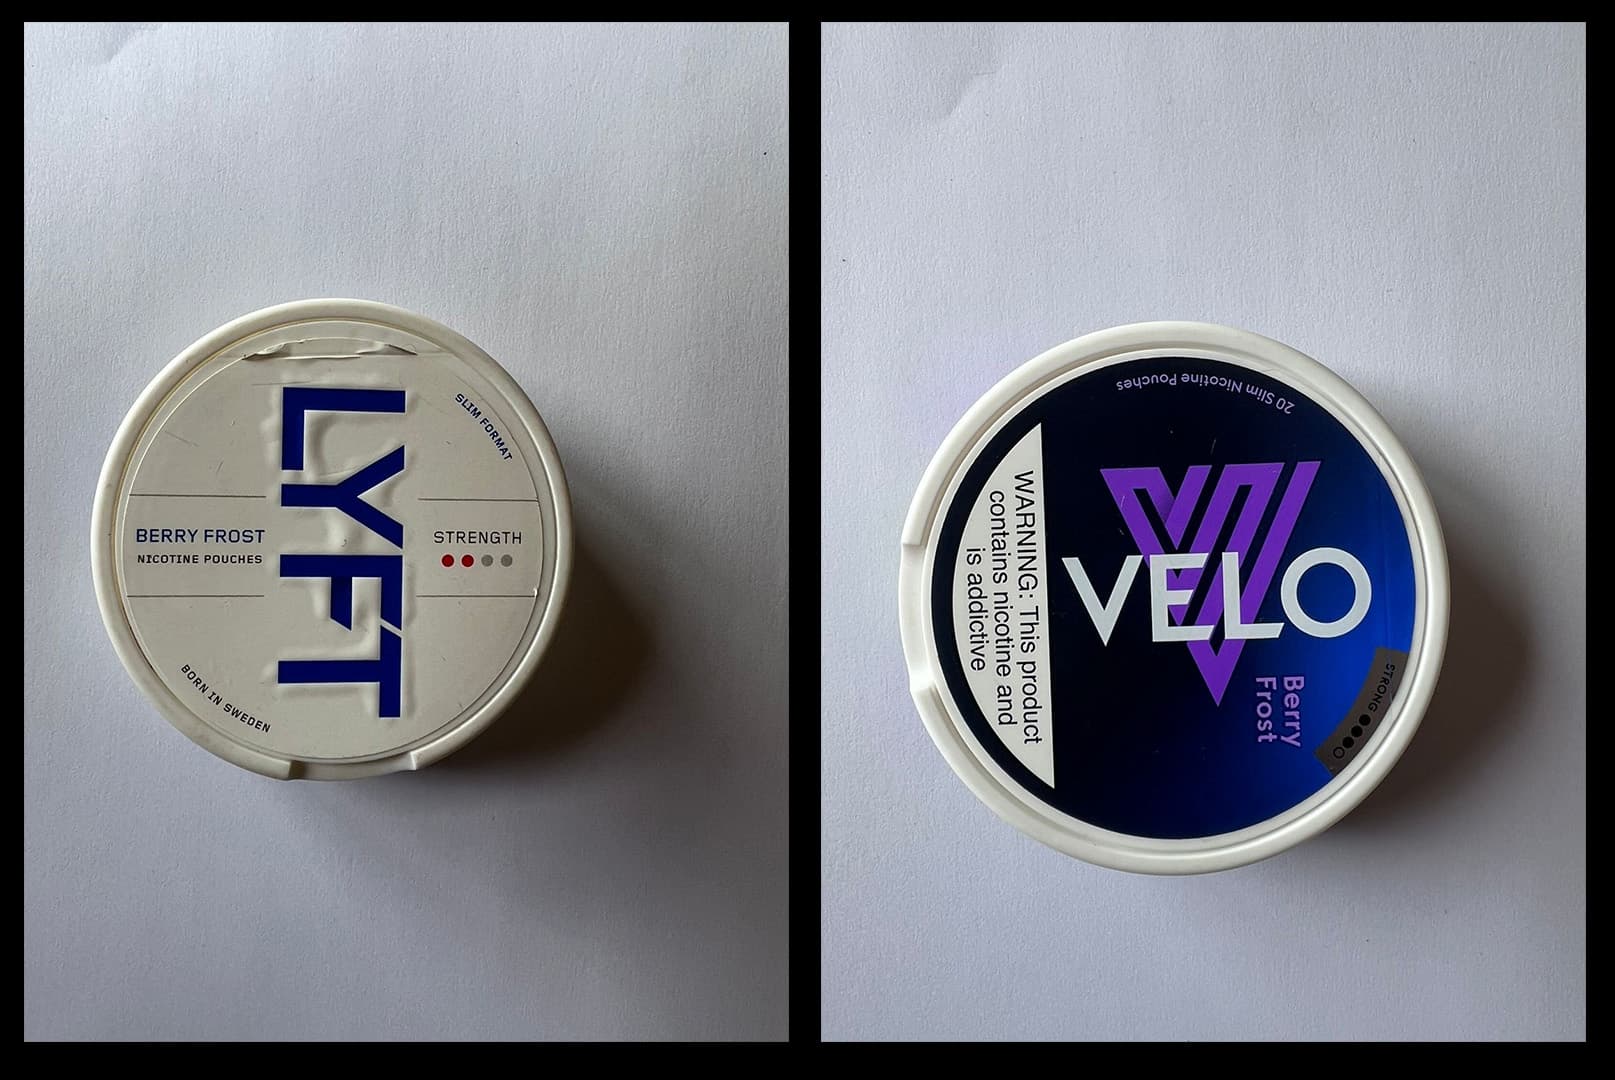 SLIM FORMAT
LYFT
BERRY FROST
NICOTINE POUCHES
STRENGTH
BORN IN SWEDEN
20 Slim Nicotine Pouches
WARNING: This product
contains nicotine and
is addictive
VELO
Berry
Frost
STRONG